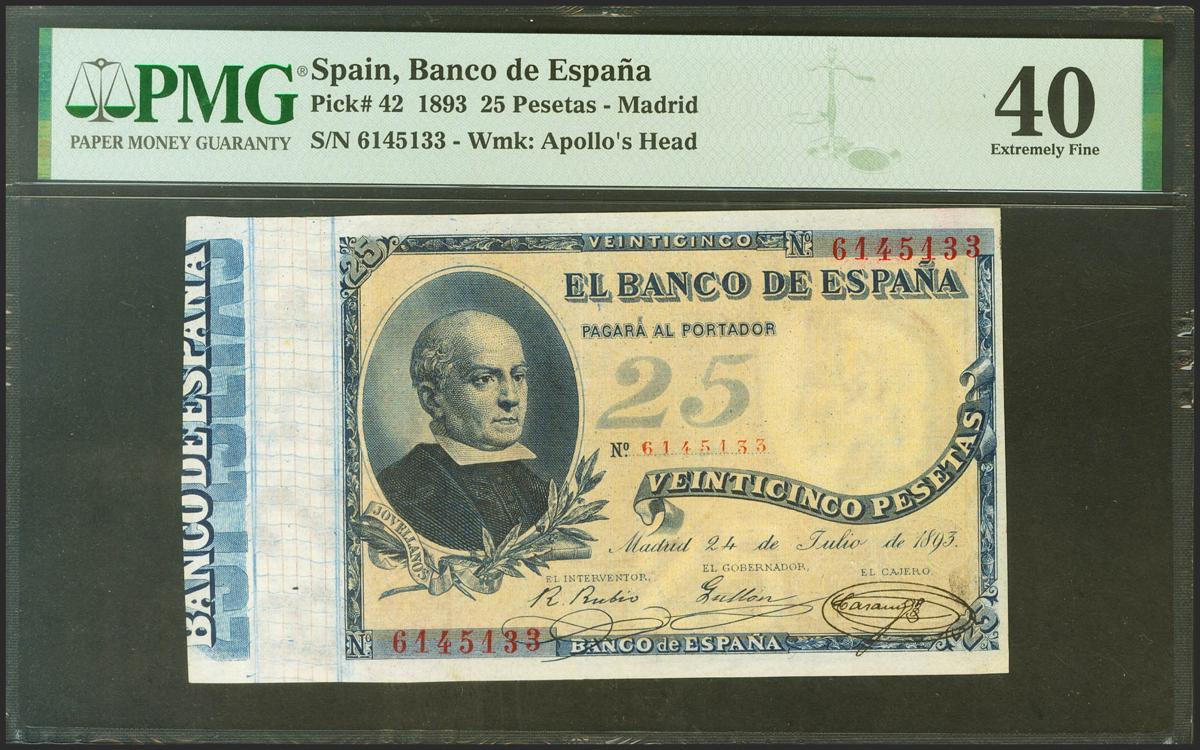 PMG®
PAPER MONEY GUARANTY
Spain, Banco de España
Pick# 42 1893 25 Pesetas - Madrid
S/N 6145133 - Wmk: Apollo's Head
40
Extremely Fine
BANCO DE ESPAÑA
25
VEINTICINCO
Nº 6145133
EL BANCO DE ESPAÑA
PAGARÁ AL PORTADOR
25
Nº 6145133
VEINTICINCO PESETAS
JOVELLANOS
Madrid 24 de Julio de 1893.
EL INTERVENTOR,
EL GOBERNADOR,
EL CAJERO.
R. Rubio
Gullón
Nº 6145133
BANCO de ESPAÑA
25